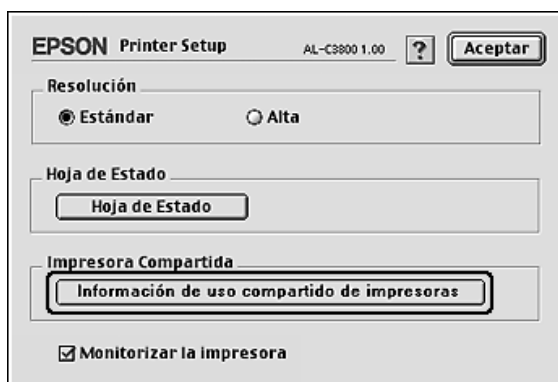 EPSON Printer Setup AL-C3800 1.00 ? Aceptar
Resolución
Estándar Alta
Hoja de Estado
Hoja de Estado
Impresora Compartida
Información de uso compartido de impresoras
Monitorizar la impresora